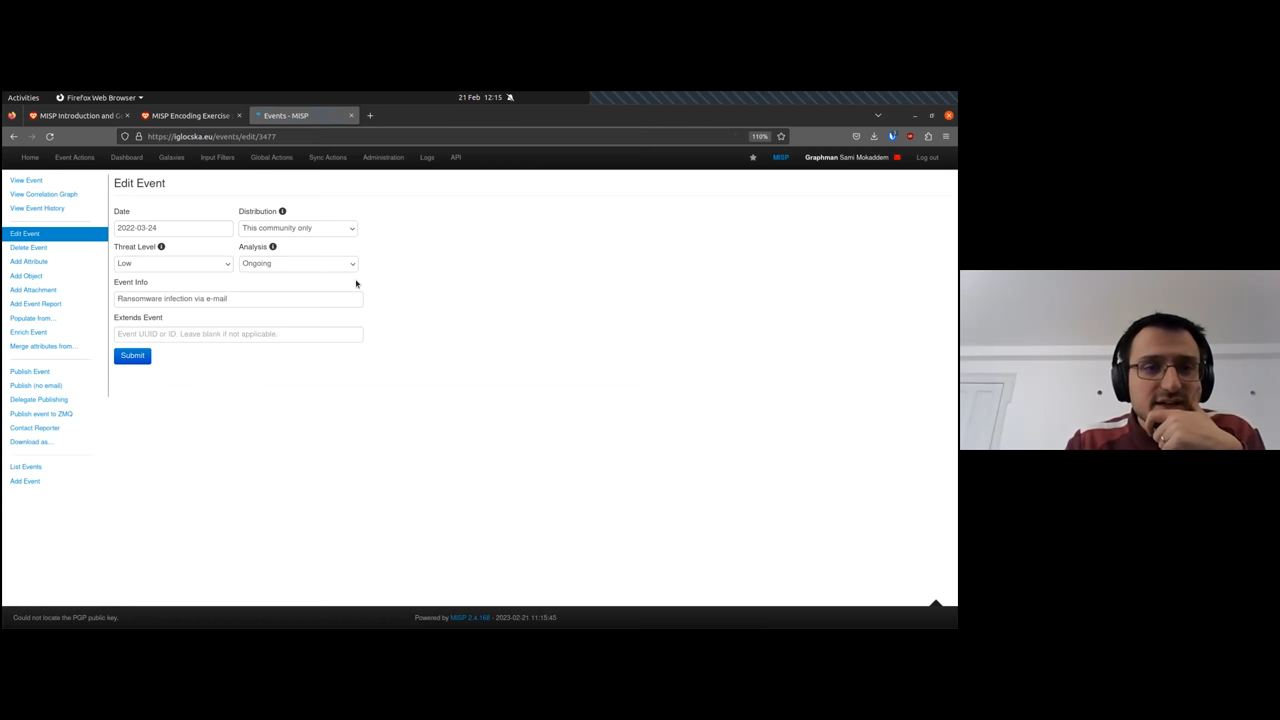 Activities Firefox Web Browser 21 Feb 12:15
MISP Introduction and G MISP Encoding Exercise Events - MISP
https://iglocska.eu/events/edit/3477 110%
Home Event Actions Dashboard Galaxies Input Filters Global Actions Sync Actions Administration Logs API MISP Graphman Sami Mokaddem Log out
View Event
View Correlation Graph
View Event History
Edit Event
Delete Event
Add Attribute
Add Object
Add Attachment
Add Event Report
Populate from...
Enrich Event
Merge attributes from...
Publish Event
Publish (no email)
Delegate Publishing
Publish event to ZMQ
Contact Reporter
Download as...
List Events
Add Event
Edit Event
Date Distribution
2022-03-24 This community only
Threat Level Analysis
Low Ongoing
Event Info
Ransomware infection via e-mail
Extends Event
Event UUID or ID. Leave blank if not applicable.
Submit
Could not locate the PGP public key. Powered by MISP 2.4.168 - 2023-02-21 11:15:45